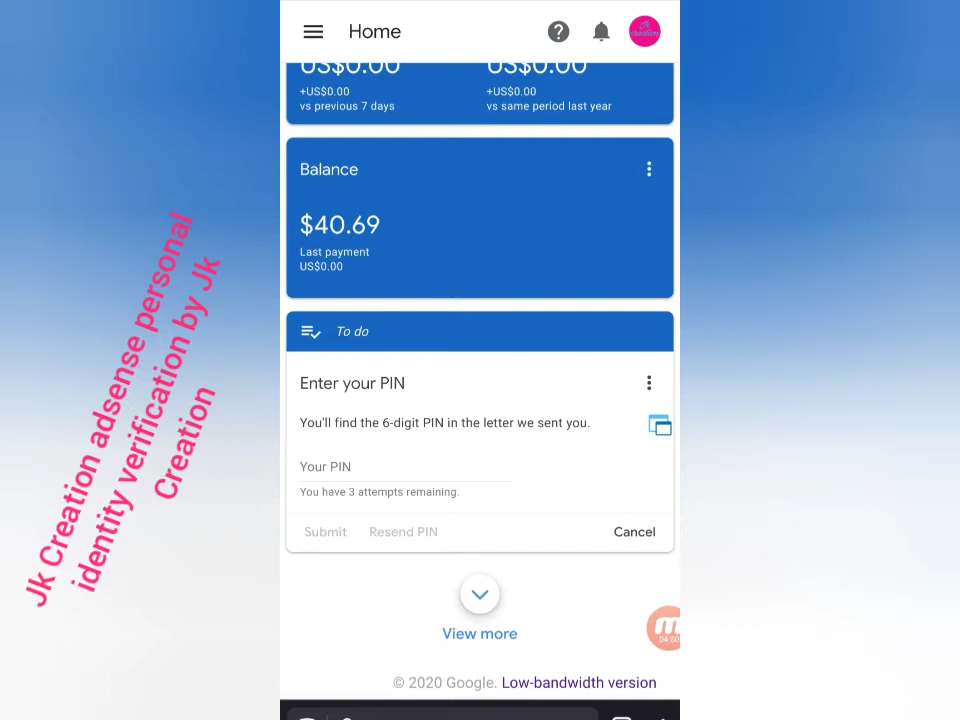 Home
US$0.00 US$0.00
+US$0.00 +US$0.00
vs previous 7 days vs same period last year
Balance
$40.69
Last payment
US$0.00
To do
Enter your PIN
You'll find the 6-digit PIN in the letter we sent you.
Your PIN
You have 3 attempts remaining.
Submit Resend PIN Cancel
View more
04:50
© 2020 Google. Low-bandwidth version
Jk Creation adsense personal
identity verification by Jk
Creation